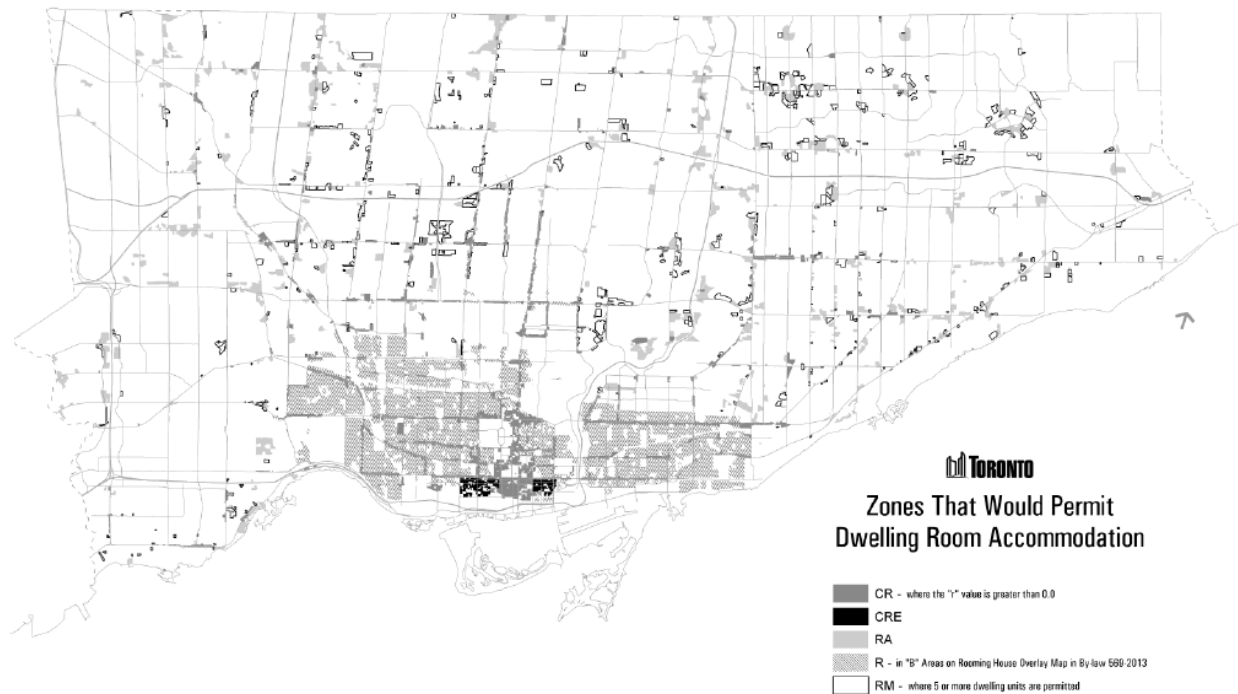 TORONTO
Zones That Would Permit
Dwelling Room Accommodation
CR - where the "r" value is greater than 0.0
CRE
RA
R - in "B" Areas on Rooming House Overlay Map in By-law 569-2013
RM - where 5 or more dwelling units are permitted